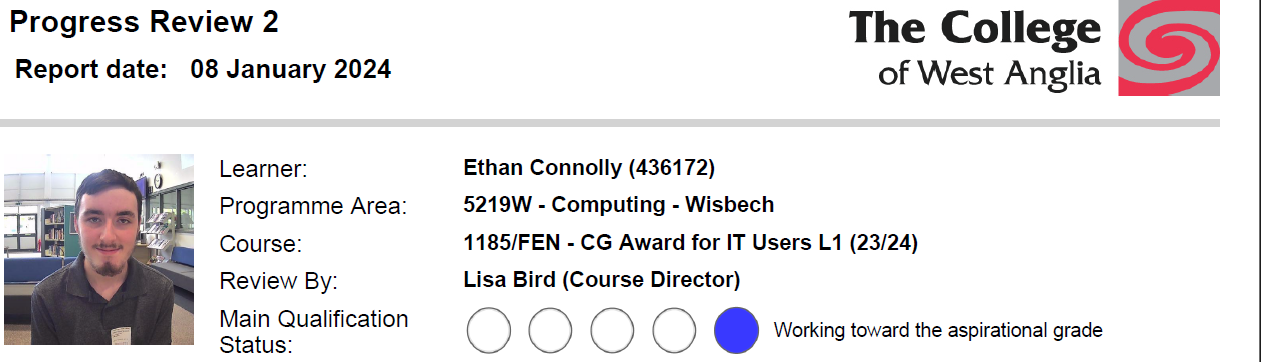 Progress Review 2
Report date: 08 January 2024
The College
of West Anglia
Learner: Ethan Connolly (436172)
Programme Area: 5219W - Computing - Wisbech
Course: 1185/FEN - CG Award for IT Users L1 (23/24)
Review By: Lisa Bird (Course Director)
Main Qualification
Status: Working toward the aspirational grade